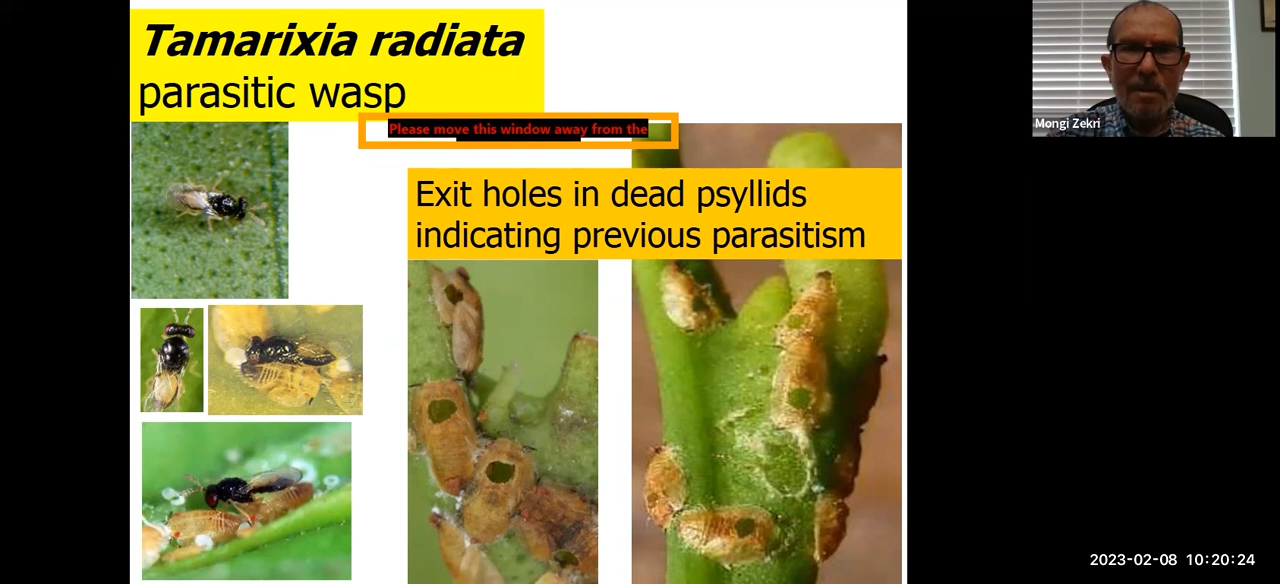 Tamarixia radiata
parasitic wasp
Please move this window away from the
Exit holes in dead psyllids
indicating previous parasitism
Mongi Zekri
2023-02-08 10:20:24